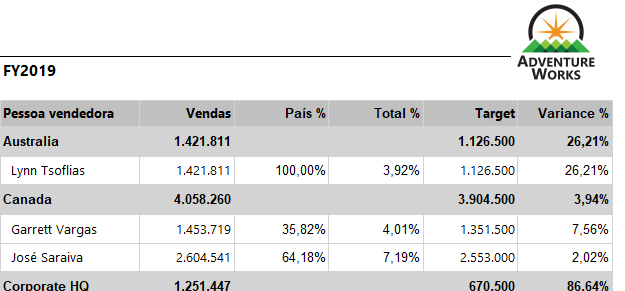 ADVENTURE
WORKS
FY2019
Pessoa vendedora Vendas País % Total % Target Variance %
Australia 1.421.811 1.126.500 26,21%
Lynn Tsoflias 1.421.811 100,00% 3,92% 1.126.500 26,21%
Canada 4.058.260 3.904.500 3,94%
Garrett Vargas 1.453.719 35,82% 4,01% 1.351.500 7,56%
José Saraiva 2.604.541 64,18% 7,19% 2.553.000 2,02%
Corporate HQ 1.251.447 670.500 86,64%